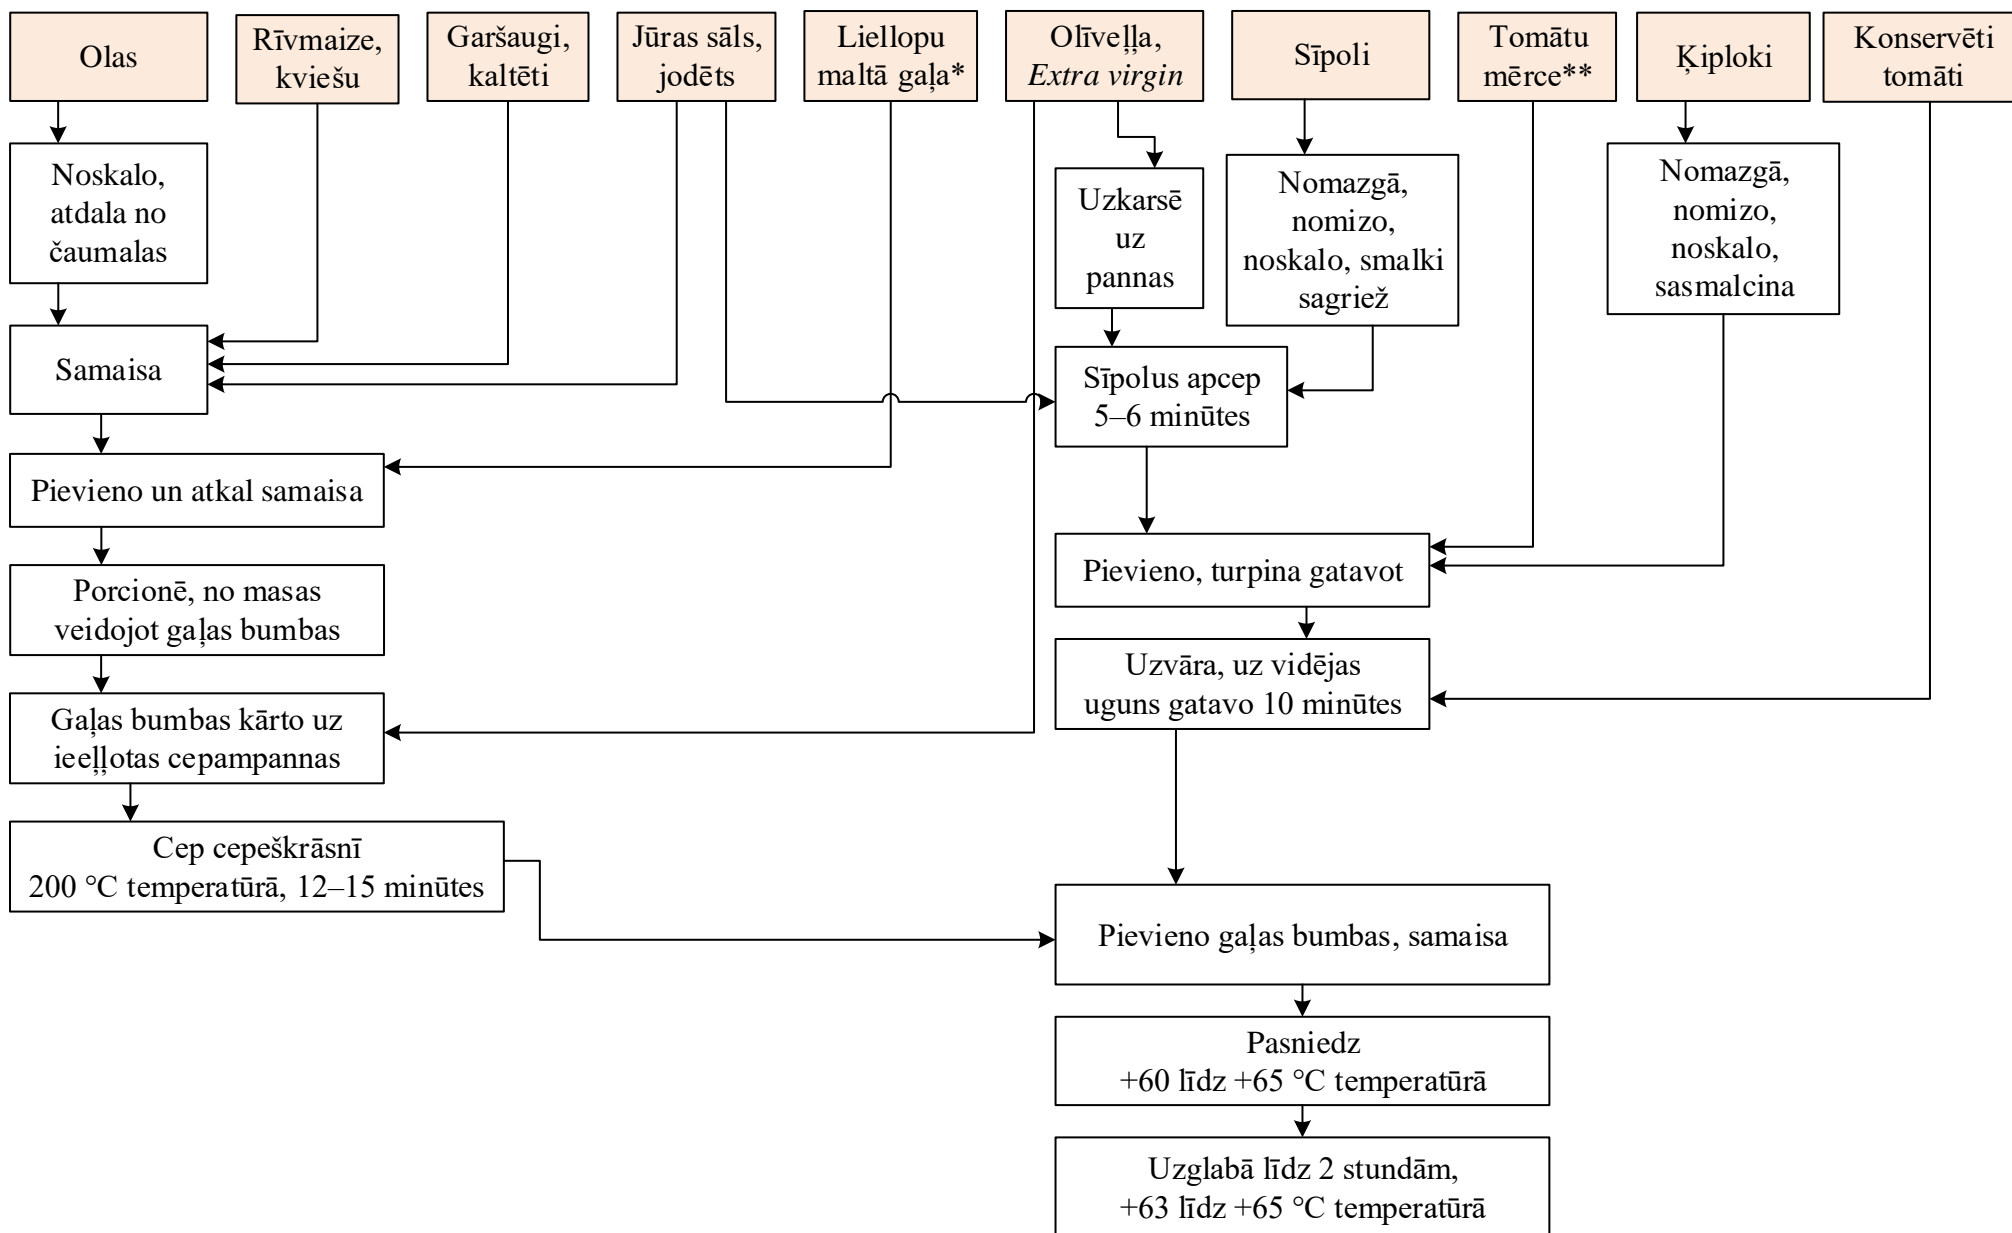 Olas
Rīvmaize,
kviešu
Garšaugi,
kaltēti
Jūras sāls,
jodēts
Liellopu
maltā gaļa*
Olīveļļa,
Extra virgin
Sīpoli
Tomātu
mērce**
Ķiploki
Konservēti
tomāti
Noskalo,
atdala no
čaumalas
Uzkarsē
uz
pannas
Nomazgā,
nomizo,
noskalo, smalki
sagriež
Nomazgā,
nomizo,
noskalo,
sasmalcina
Samaisa
Sīpolus apcep
5–6 minūtes
Pievieno un atkal samaisa
Pievieno, turpina gatavot
Porcionē, no masas
veidojot gaļas bumbas
Uzvāra, uz vidējas
uguns gatavo 10 minūtes
Gaļas bumbas kārto uz
ieeļļotas cepampannas
Cep cepeškrāsnī
200 °C temperatūrā, 12–15 minūtes
Pievieno gaļas bumbas, samaisa
Pasniedz
+60 līdz +65 °C temperatūrā
Uzglabā līdz 2 stundām,
+63 līdz +65 °C temperatūrā